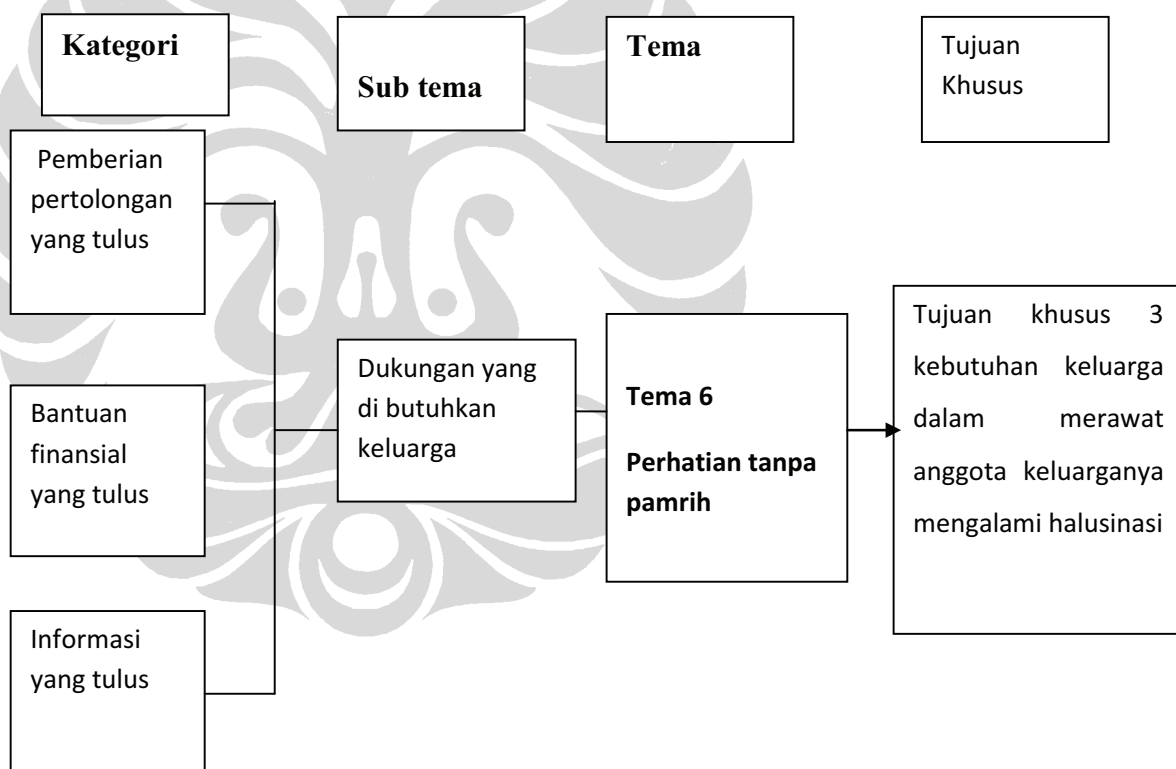 Kategori
Sub tema
Tema
Tujuan
Khusus
Pemberian
pertolongan
yang tulus
Bantuan
finansial
yang tulus
Informasi
yang tulus
Dukungan yang
di butuhkan
keluarga
Tema 6
Perhatian tanpa
pamrih
Tujuan khusus 3
kebutuhan keluarga
dalam merawat
anggota keluarganya
mengalami halusinasi